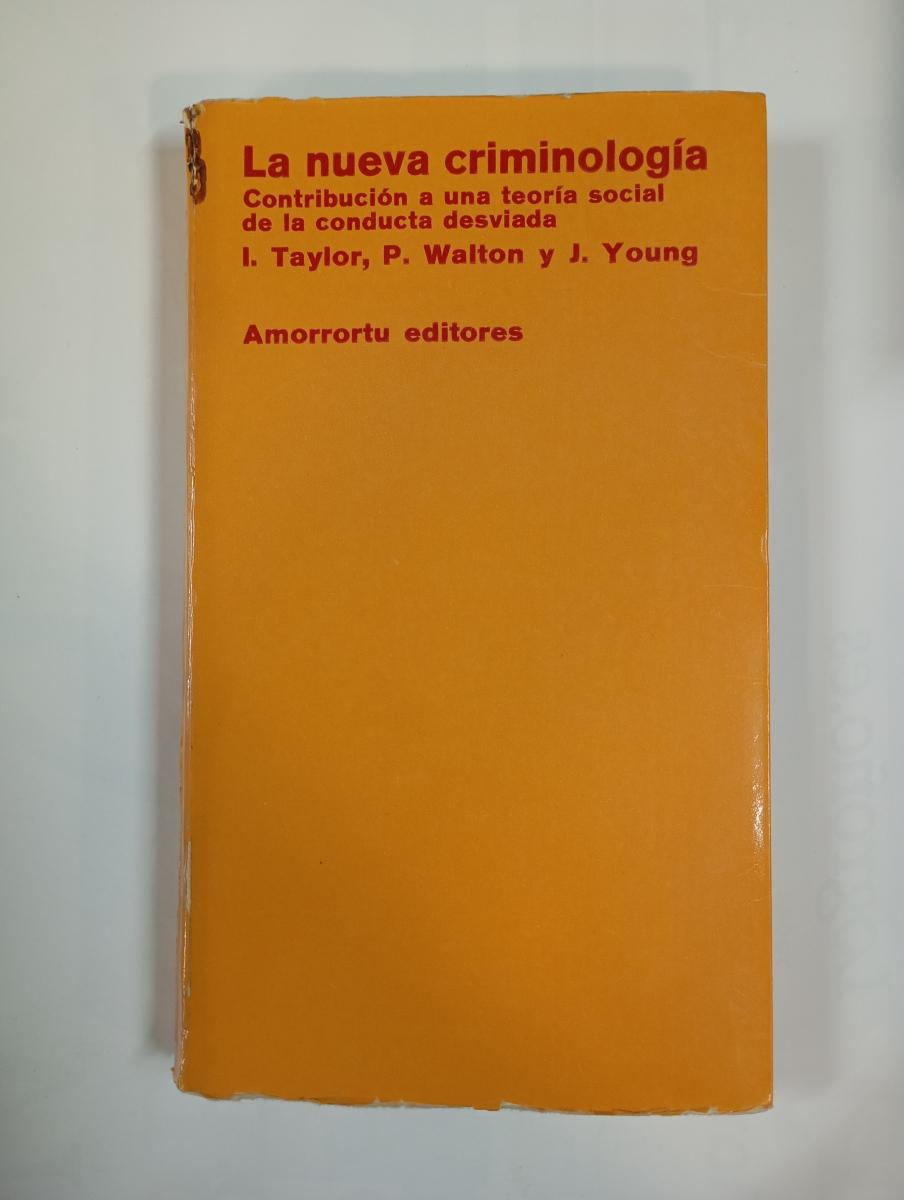 La nueva criminología
Contribución a una teoría social
de la conducta desviada
I. Taylor, P. Walton y J. Young
Amorrortu editores